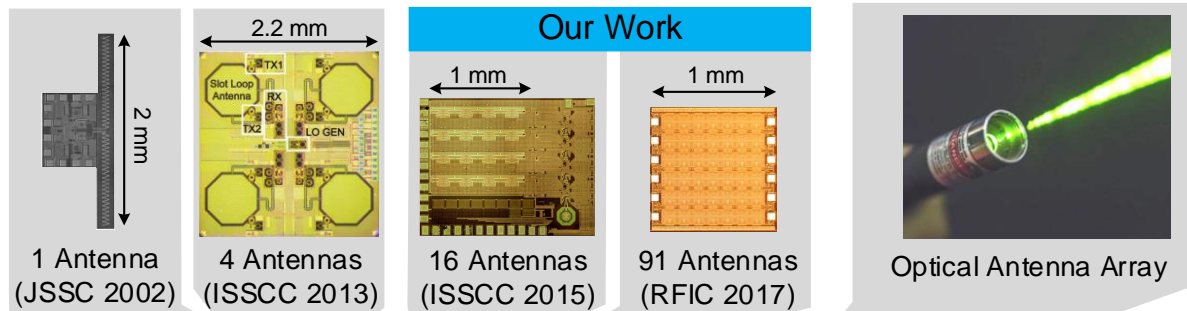 Our Work
2 mm
2.2 mm
TX1
Slot Loop
Antenna
RX
TX2
LO GEN
1 mm
1 mm
1 Antenna
(JSSC 2002)
4 Antennas
(ISSCC 2013)
16 Antennas
(ISSCC 2015)
91 Antennas
(RFIC 2017)
Optical Antenna Array